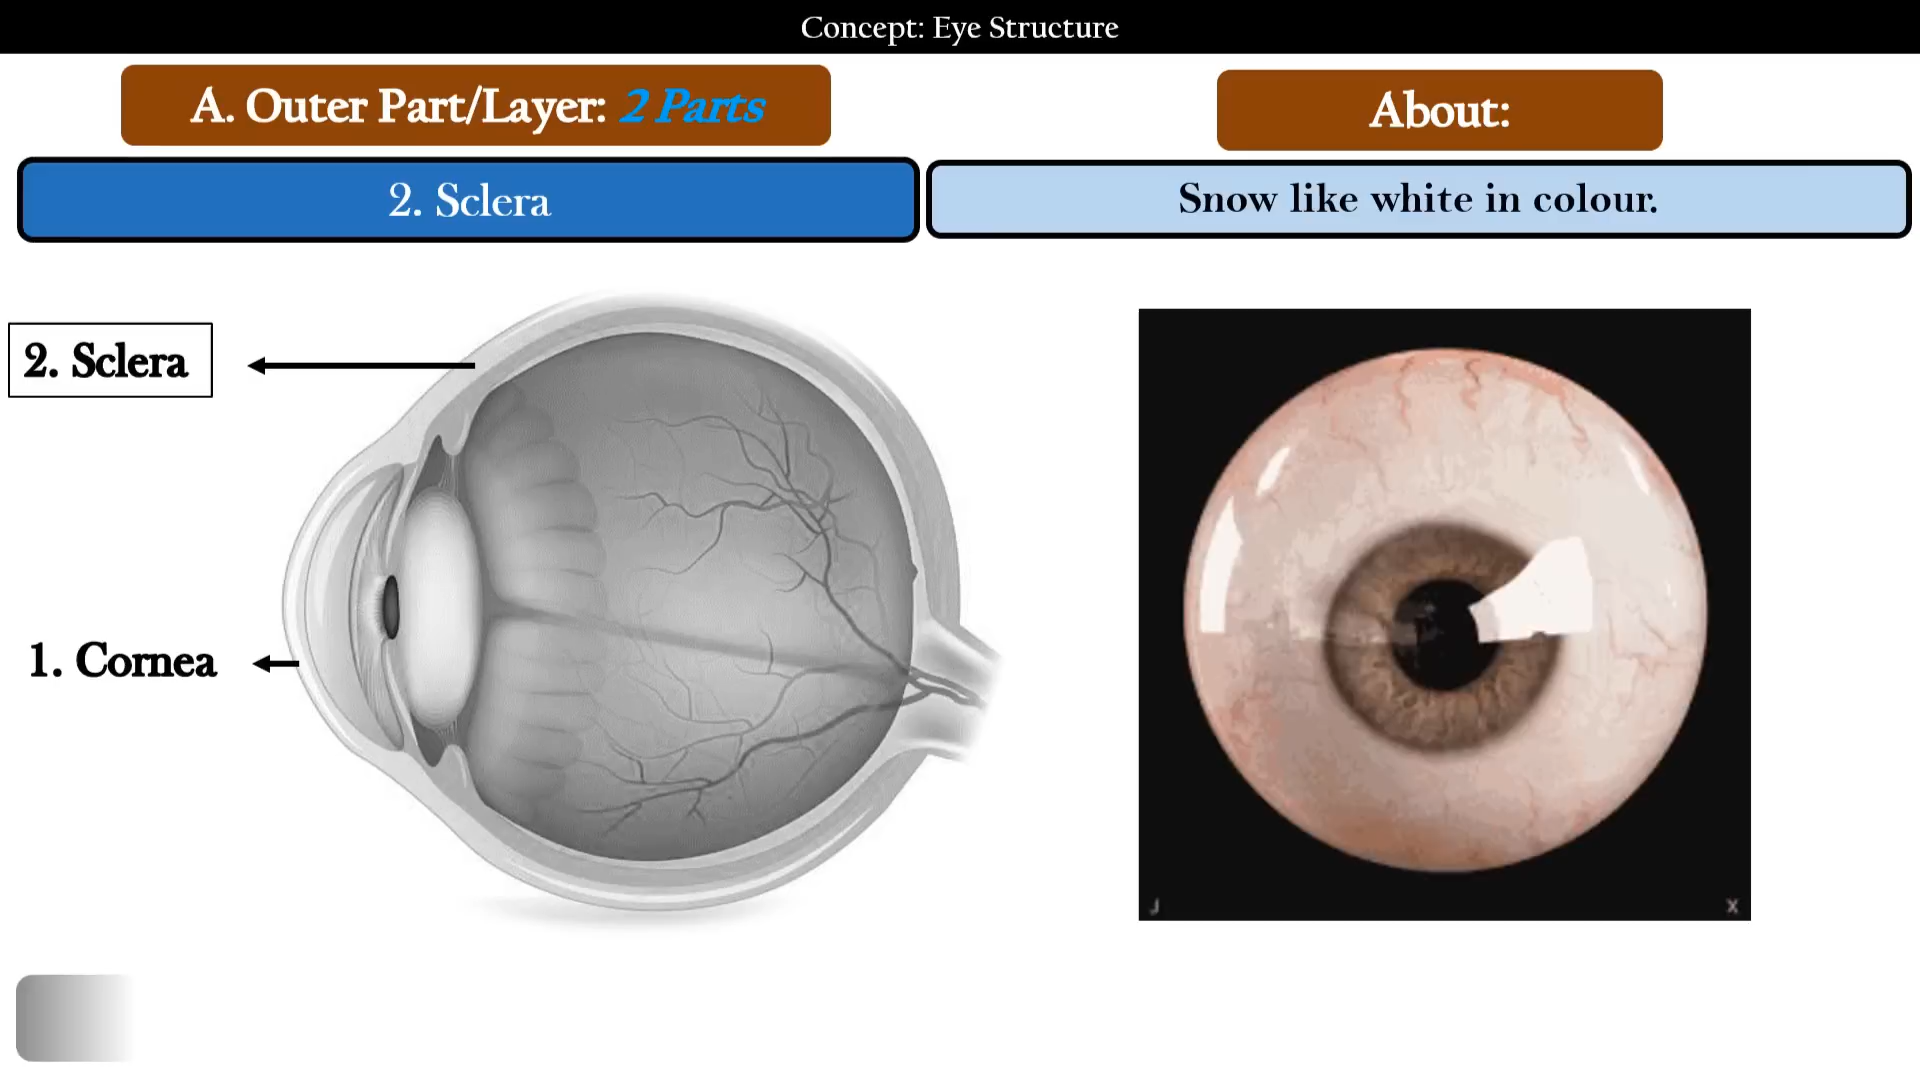 Concept: Eye Structure
A. Outer Part/Layer: 2 Parts
About:
2. Sclera
Snow like white in colour.
2. Sclera
1. Cornea
J
X